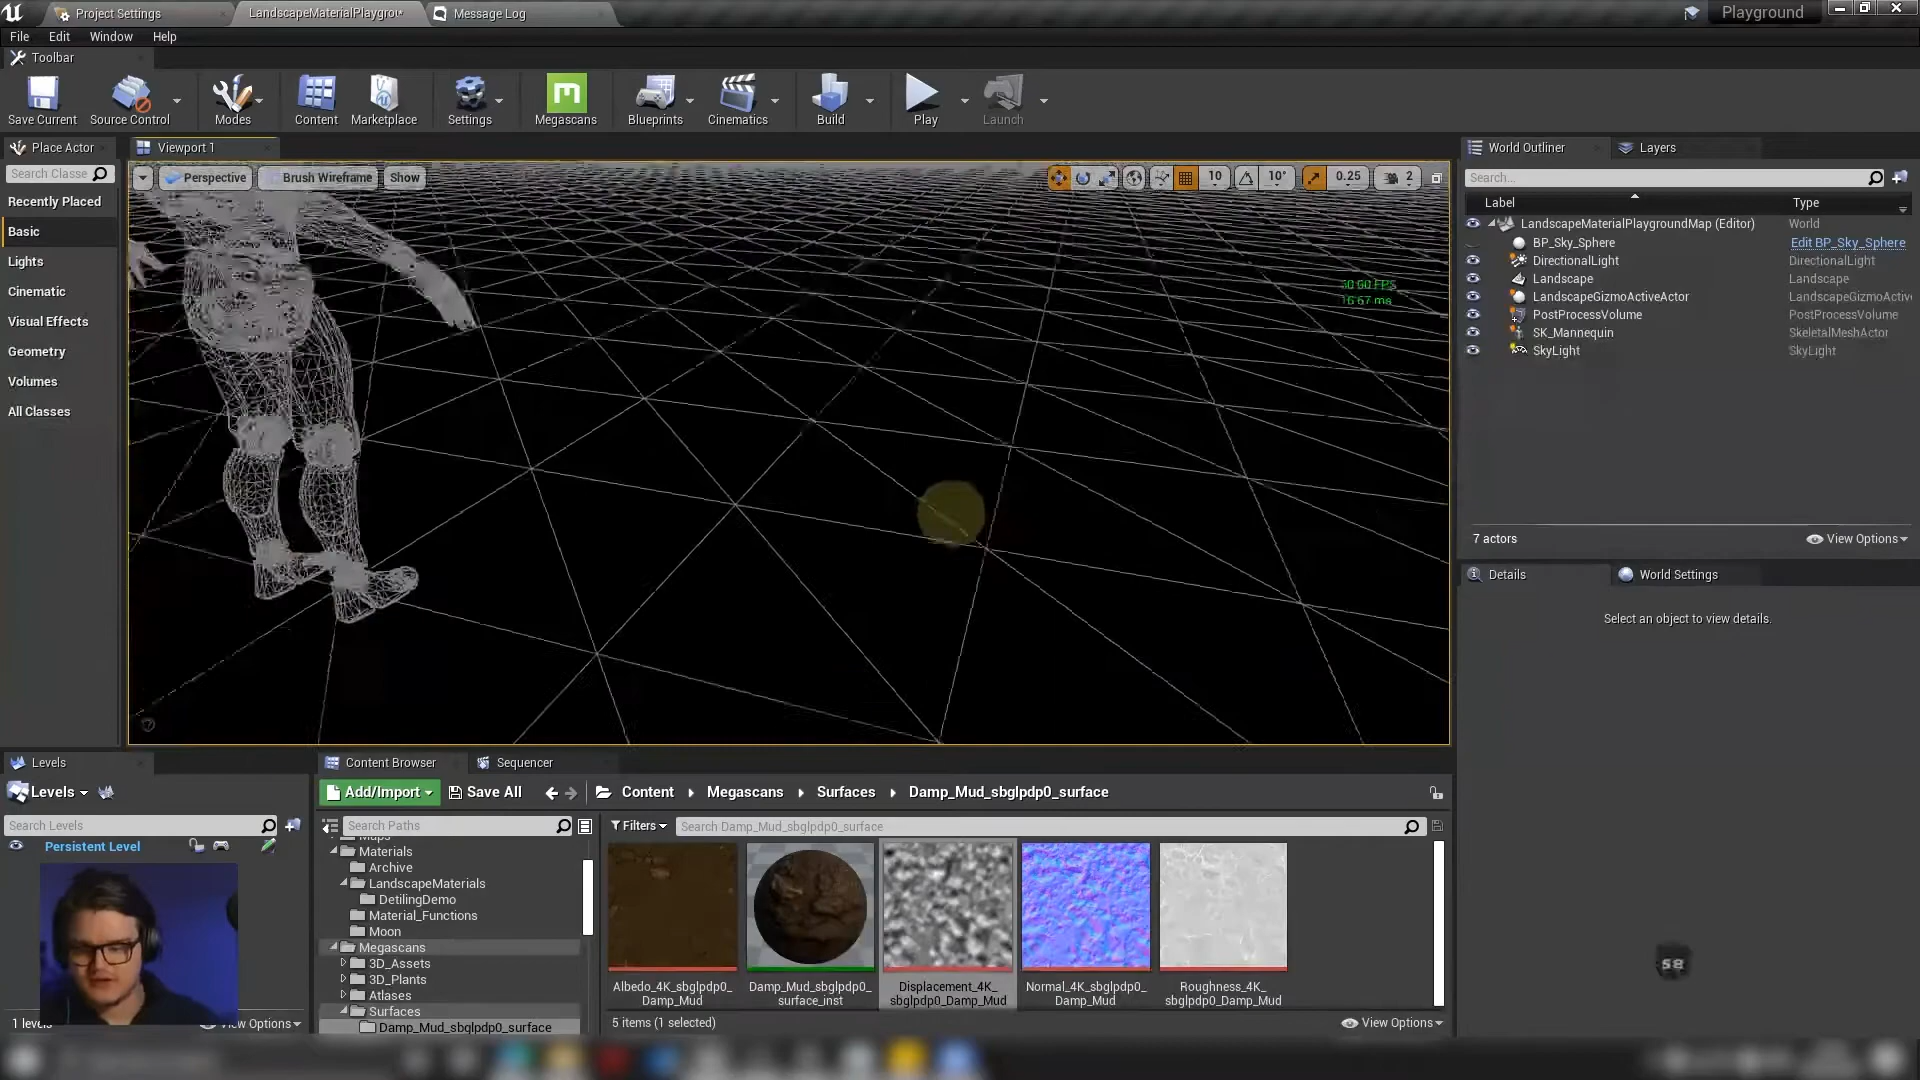 Project Settings
LandscapeMaterialPlaygrou*
Message Log
Playground
File Edit Window Help
Toolbar
Save Current
Source Control
Modes
Content
Marketplace
Settings
Megascans
Blueprints
Cinematics
Build
Play
Launch
Place Actor
Viewport 1
World Outliner
Layers
Search Classe
Perspective
Brush Wireframe
Show
10
10°
0.25
2
Search...
Recently Placed
Basic
Lights
Cinematic
Visual Effects
Geometry
Volumes
All Classes
Label Type
LandscapeMaterialPlaygroundMap (Editor) World
BP_Sky_Sphere Edit BP_Sky_Sphere
DirectionalLight DirectionalLight
Landscape Landscape
LandscapeGizmoActiveActor LandscapeGizmoActiv
PostProcessVolume PostProcessVolume
SK_Mannequin SkeletalMeshActor
SkyLight SkyLight
16.67 ms
7 actors
View Options
Details
World Settings
Select an object to view details.
Levels
Content Browser
Sequencer
Levels
Add/Import
Save All
Content
Megascans
Surfaces
Damp_Mud_sbglpdp0_surface
Search Levels
Search Paths
Filters
Search Damp_Mud_sbglpdp0_surface
Persistent Level
Maps
Materials
Archive
LandscapeMaterials
DetilingDemo
Material_Functions
Moon
Megascans
3D_Assets
3D_Plants
Atlases
Surfaces
Damp_Mud_sbglpdp0_surface
Albedo_4K_sbglpdp0_
Damp_Mud
Damp_Mud_sbglpdp0_
surface_inst
Displacement_4K_
sbglpdp0_Damp_Mud
Normal_4K_sbglpdp0_
Damp_Mud
Roughness_4K_
sbglpdp0_Damp_Mud
1 levels
View Options
5 items (1 selected)
View Options
58